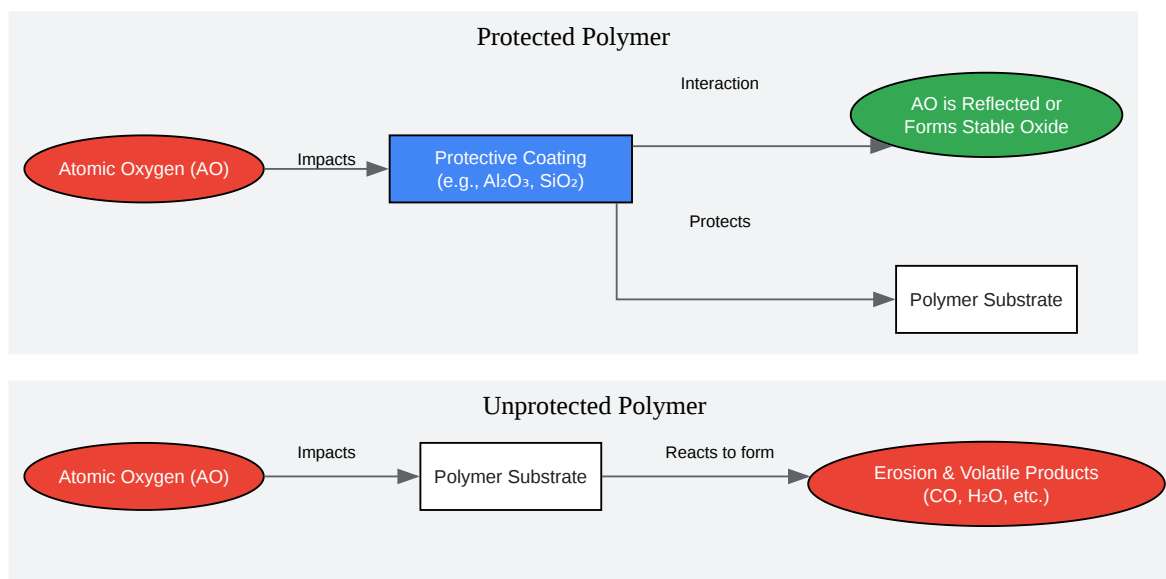 Protected Polymer
Interaction
AO is Reflected or
Forms Stable Oxide
Atomic Oxygen (AO)
Impacts
Protective Coating
(e.g., Al₂O₃, SiO₂)
Protects
Polymer Substrate
Unprotected Polymer
Atomic Oxygen (AO)
Impacts
Polymer Substrate
Reacts to form
Erosion & Volatile Products
(CO, H₂O, etc.)